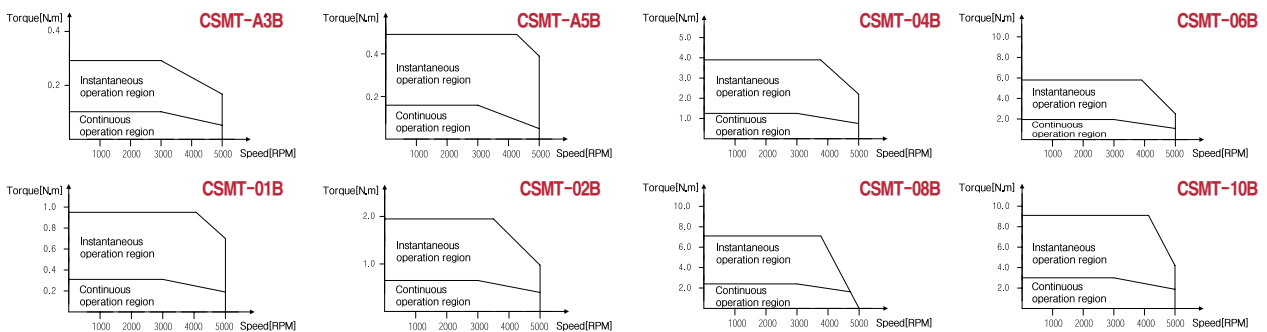 Torque[N.m] CSMT-A3B
0.4
0.2
Instantaneous
operation region
Continuous
operation region
1000 2000 3000 4000 5000 Speed[RPM]
Torque[N.m] CSMT-A5B
0.4
0.2
Instantaneous
operation region
Continuous
operation region
1000 2000 3000 4000 5000 Speed[RPM]
Torque[N.m] CSMT-04B
5.0
4.0
3.0
2.0
1.0
Instantaneous
operation region
Continuous
operation region
1000 2000 3000 4000 5000 Speed[RPM]
Torque[N.m] CSMT-06B
10.0
8.0
6.0
4.0
2.0
Instantaneous
operation region
Continuous
operation region
1000 2000 3000 4000 5000 Speed[RPM]
Torque[N.m] CSMT-01B
1.0
0.8
0.6
0.4
0.2
Instantaneous
operation region
Continuous
operation region
1000 2000 3000 4000 5000 Speed[RPM]
Torque[N.m] CSMT-02B
2.0
1.0
Instantaneous
operation region
Continuous
operation region
1000 2000 3000 4000 5000 Speed[RPM]
Torque[N.m] CSMT-08B
10.0
8.0
6.0
4.0
2.0
Instantaneous
operation region
Continuous
operation region
1000 2000 3000 4000 5000 Speed[RPM]
Torque[N.m] CSMT-10B
10.0
8.0
6.0
4.0
2.0
Instantaneous
operation region
Continuous
operation region
1000 2000 3000 4000 5000 Speed[RPM]